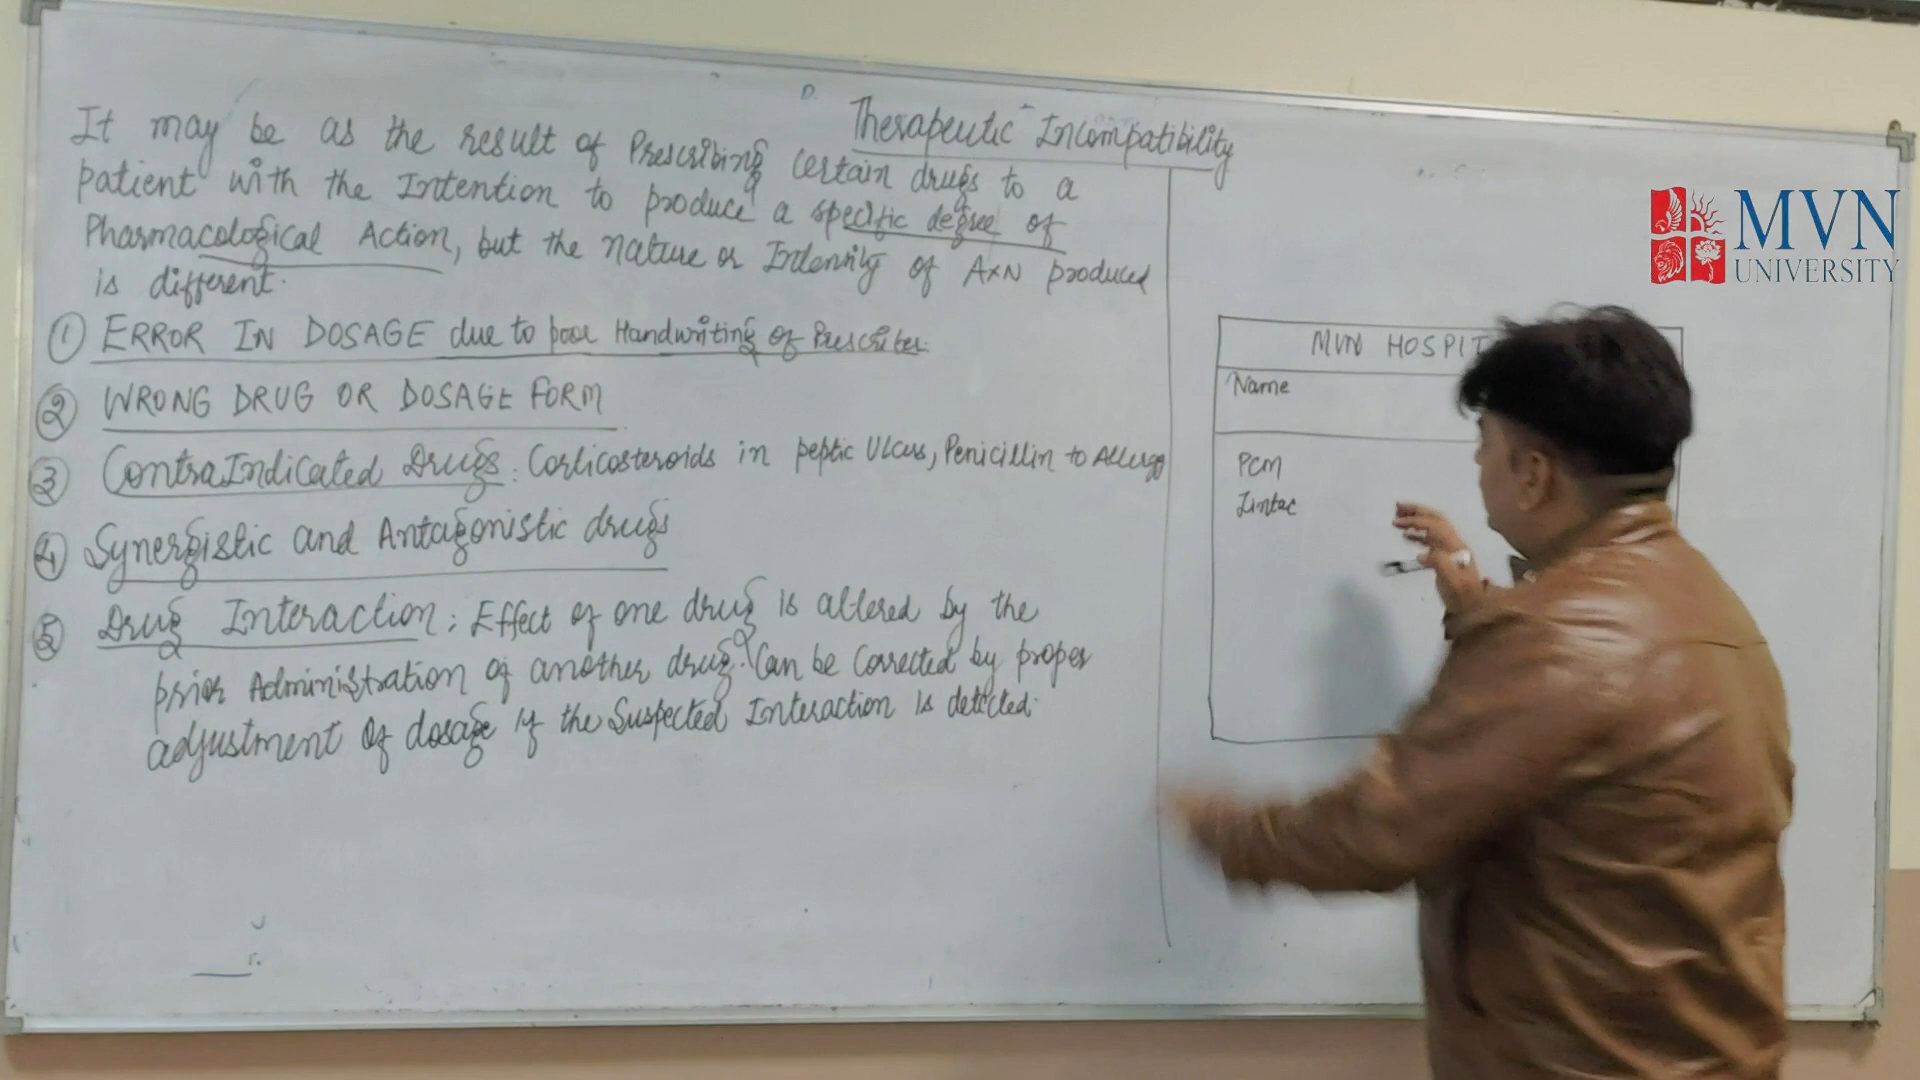 Therapeutic Incompatibility
It may be as the result of Prescribing certain drugs to a
patient with the Intention to produce a specific degree of
Pharmacological Action, but the nature or Intensity of AxN produced
is different.
① ERROR IN DOSAGE due to poor Handwriting of Prescriber.
② WRONG DRUG OR DOSAGE FORM
③ ContraIndicated Drugs: Corticosteroids in peptic Ulcers, Penicillin to Allergy
④ Synergistic and Antagonistic drugs
⑤ Drug Interaction: Effect of one drug is altered by the
prior Administration of another drug. Can be Corrected by proper
adjustment of dosage if the Suspected Interaction is detected.
MVN HOSPIT
Name
PCM
Zintac
MVN
UNIVERSITY